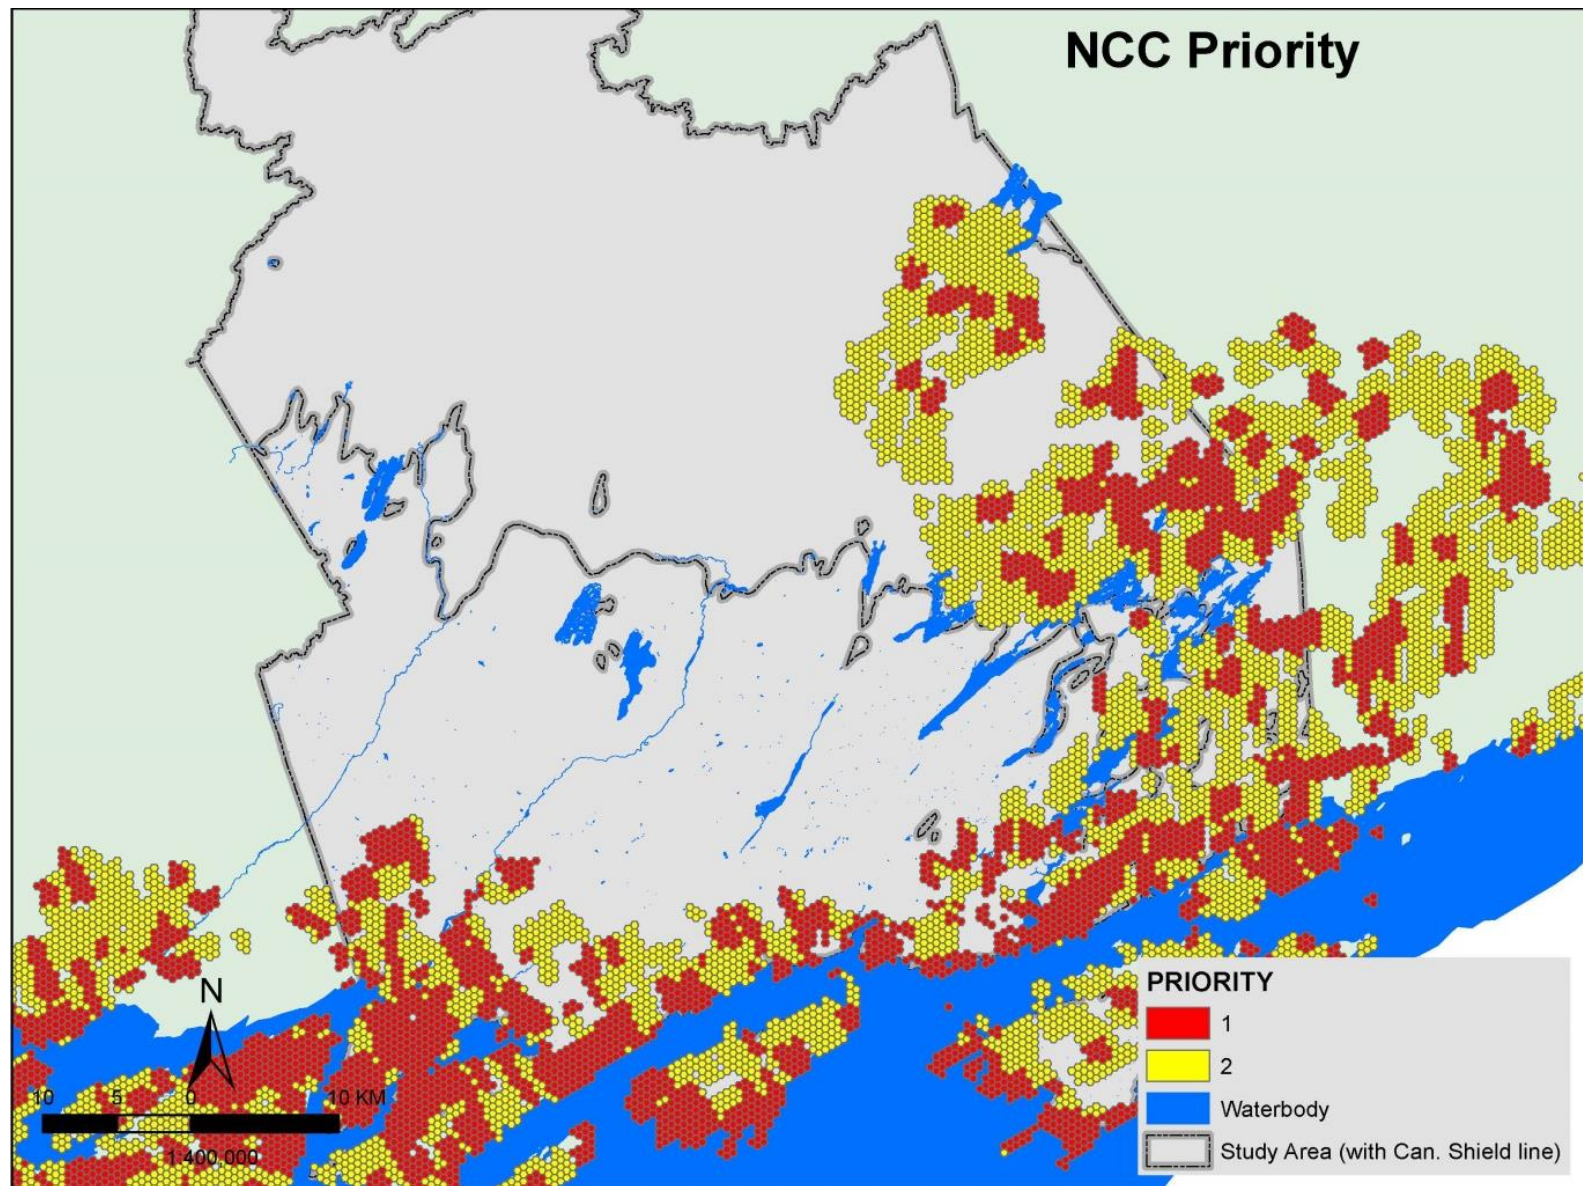 NCC Priority
PRIORITY
1
2
Waterbody
Study Area (with Can. Shield line)
N
10 5 0 10 KM
1:400,000